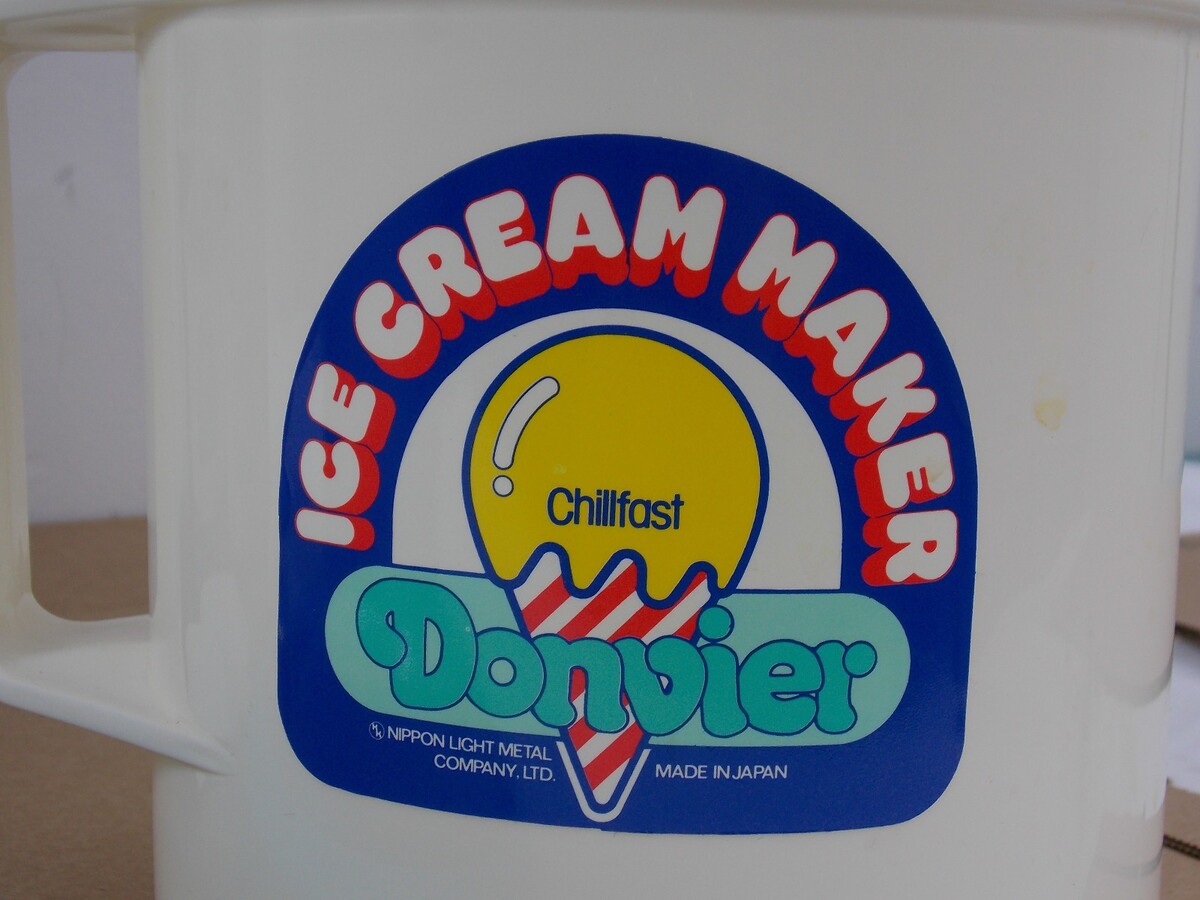 ICE CREAM MAKER
Chillfast
Donvier
NIPPON LIGHT METAL
COMPANY, LTD.
MADE IN JAPAN